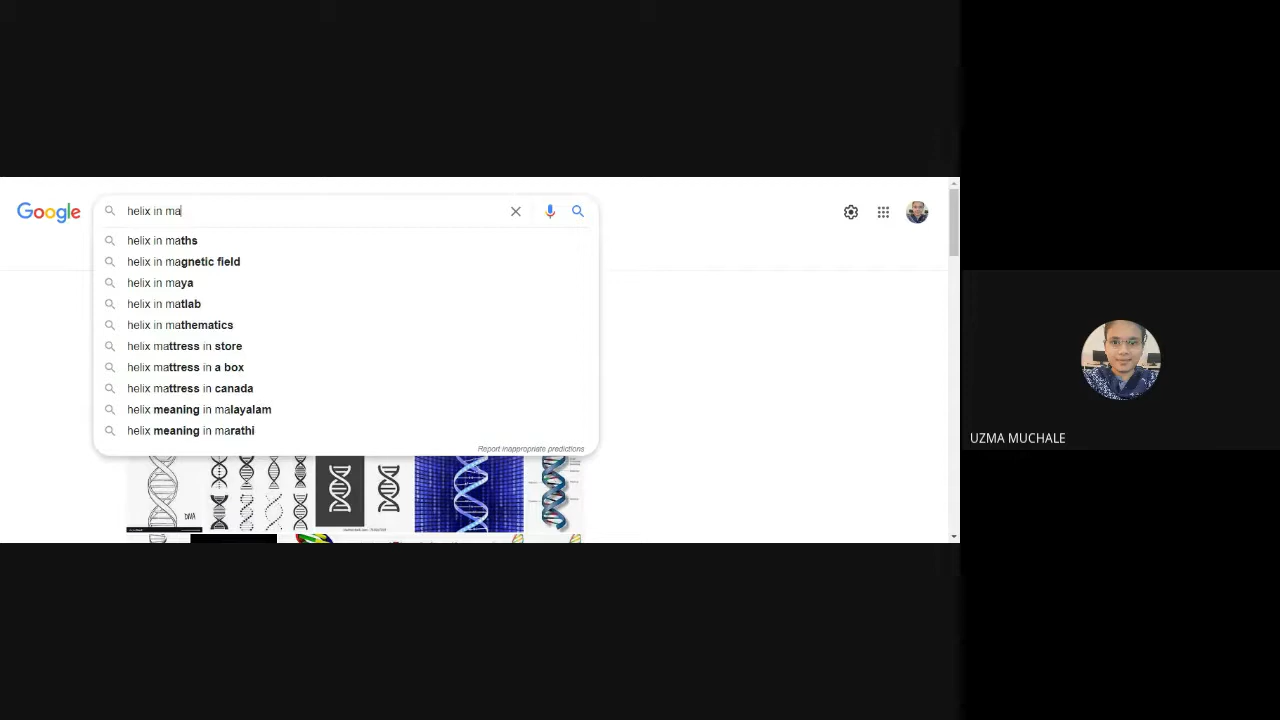 Google
helix in ma
helix in maths
helix in magnetic field
helix in maya
helix in matlab
helix in mathematics
helix mattress in store
helix mattress in a box
helix mattress in canada
helix meaning in malayalam
helix meaning in marathi
Report inappropriate predictions
DNA
UZMA MUCHALE